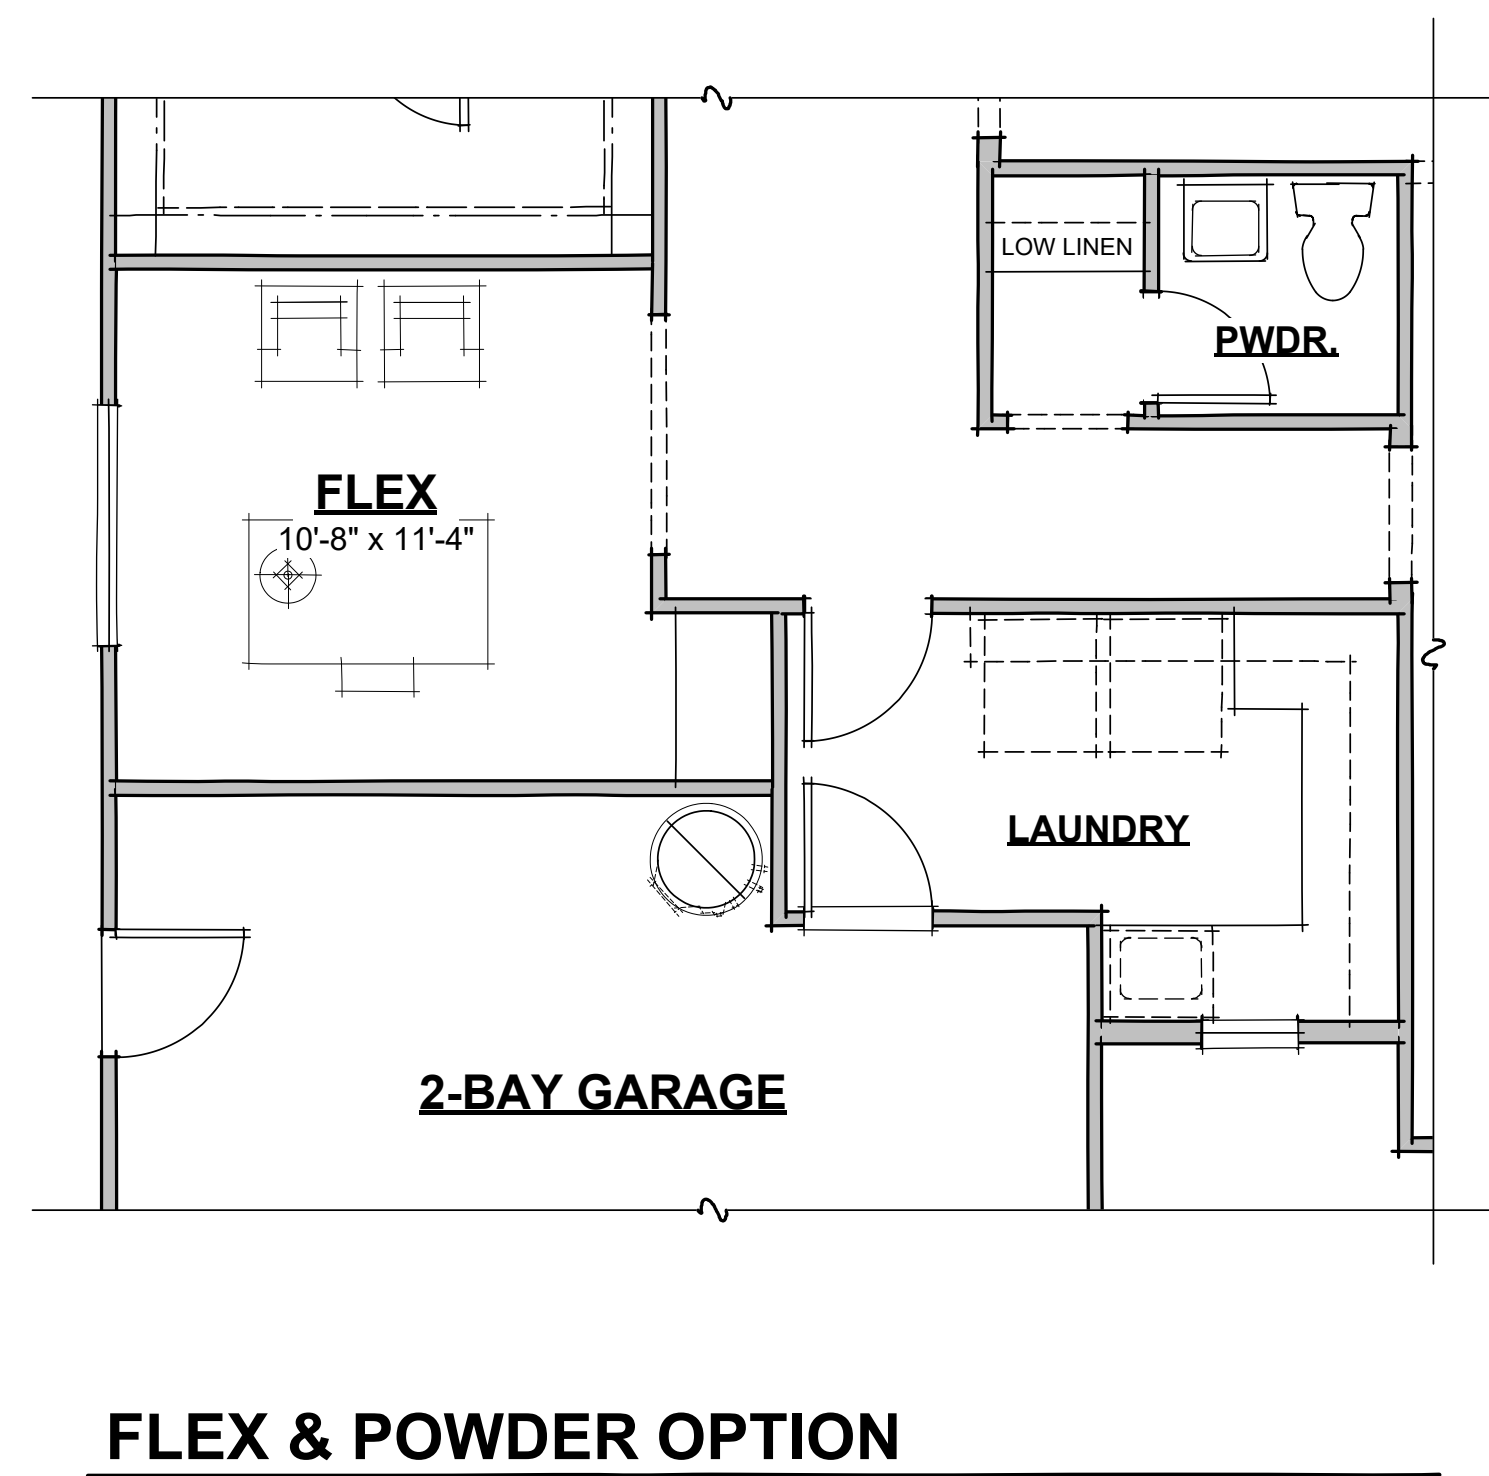 LOW LINEN
PWDR.
FLEX
10'-8" x 11'-4"
LAUNDRY
2-BAY GARAGE
FLEX & POWDER OPTION